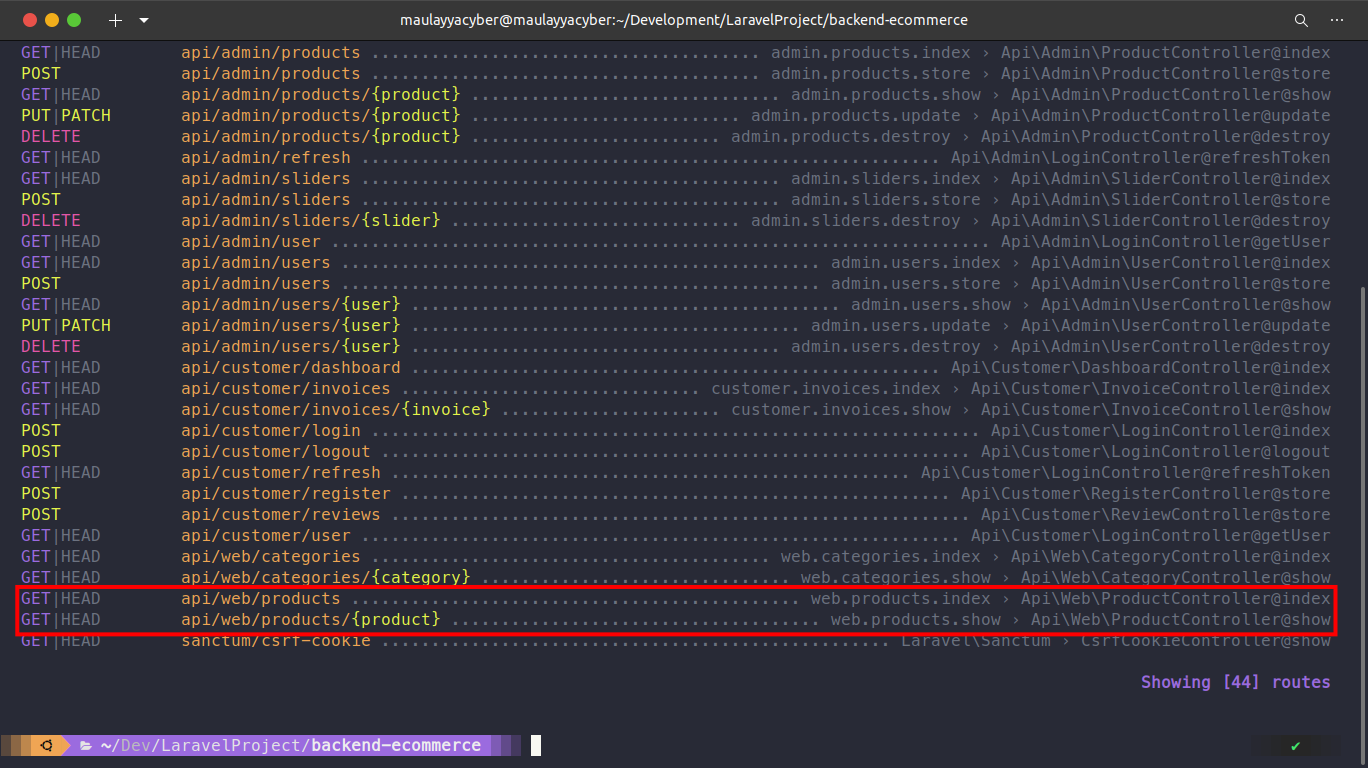 maulayyacyber@maulayyacyber:~/Development/LaravelProject/backend-ecommerce
GET|HEAD api/admin/products ....................................... admin.products.index › Api\Admin\ProductController@index
POST api/admin/products ....................................... admin.products.store › Api\Admin\ProductController@store
GET|HEAD api/admin/products/{product} ............................... admin.products.show › Api\Admin\ProductController@show
PUT|PATCH api/admin/products/{product} ........................... admin.products.update › Api\Admin\ProductController@update
DELETE api/admin/products/{product} ......................... admin.products.destroy › Api\Admin\ProductController@destroy
GET|HEAD api/admin/refresh .......................................................... Api\Admin\LoginController@refreshToken
GET|HEAD api/admin/sliders .......................................... admin.sliders.index › Api\Admin\SliderController@index
POST api/admin/sliders .......................................... admin.sliders.store › Api\Admin\SliderController@store
DELETE api/admin/sliders/{slider} ............................. admin.sliders.destroy › Api\Admin\SliderController@destroy
GET|HEAD api/admin/user .................................................................. Api\Admin\LoginController@getUser
GET|HEAD api/admin/users ................................................ admin.users.index › Api\Admin\UserController@index
POST api/admin/users ................................................ admin.users.store › Api\Admin\UserController@store
GET|HEAD api/admin/users/{user} .......................................... admin.users.show › Api\Admin\UserController@show
PUT|PATCH api/admin/users/{user} ....................................... admin.users.update › Api\Admin\UserController@update
DELETE api/admin/users/{user} ..................................... admin.users.destroy › Api\Admin\UserController@destroy
GET|HEAD api/customer/dashboard ..................................................... Api\Customer\DashboardController@index
GET|HEAD api/customer/invoices .............................. customer.invoices.index › Api\Customer\InvoiceController@index
GET|HEAD api/customer/invoices/{invoice} ...................... customer.invoices.show › Api\Customer\InvoiceController@show
POST api/customer/login ............................................................. Api\Customer\LoginController@index
POST api/customer/logout ........................................................... Api\Customer\LoginController@logout
GET|HEAD api/customer/refresh .................................................... Api\Customer\LoginController@refreshToken
POST api/customer/register ....................................................... Api\Customer\RegisterController@store
POST api/customer/reviews .......................................................... Api\Customer\ReviewController@store
GET|HEAD api/customer/user ............................................................ Api\Customer\LoginController@getUser
GET|HEAD api/web/categories ........................................ web.categories.index › Api\Web\CategoryController@index
GET|HEAD api/web/categories/{category} ............................... web.categories.show › Api\Web\CategoryController@show
GET|HEAD api/web/products .............................................. web.products.index › Api\Web\ProductController@index
GET|HEAD api/web/products/{product} ..................................... web.products.show › Api\Web\ProductController@show
GET|HEAD sanctum/csrf-cookie ................................................... Laravel\Sanctum › CsrfCookieController@show
Showing [44] routes
~/Dev/LaravelProject/backend-ecommerce